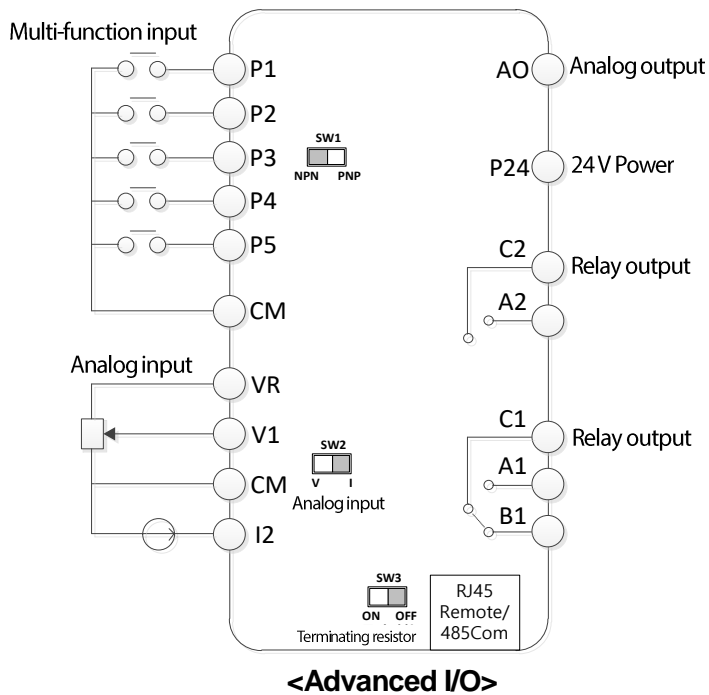 Multi-function input
P1
P2
P3
P4
P5
CM
SW1
NPN PNP
Analog input
VR
V1
CM
I2
SW2
V I
Analog input
AO Analog output
P24 24 V Power
C2 Relay output
A2
C1 Relay output
A1
B1
SW3
ON OFF
Terminating resistor
RJ45
Remote/
485Com
<Advanced I/O>